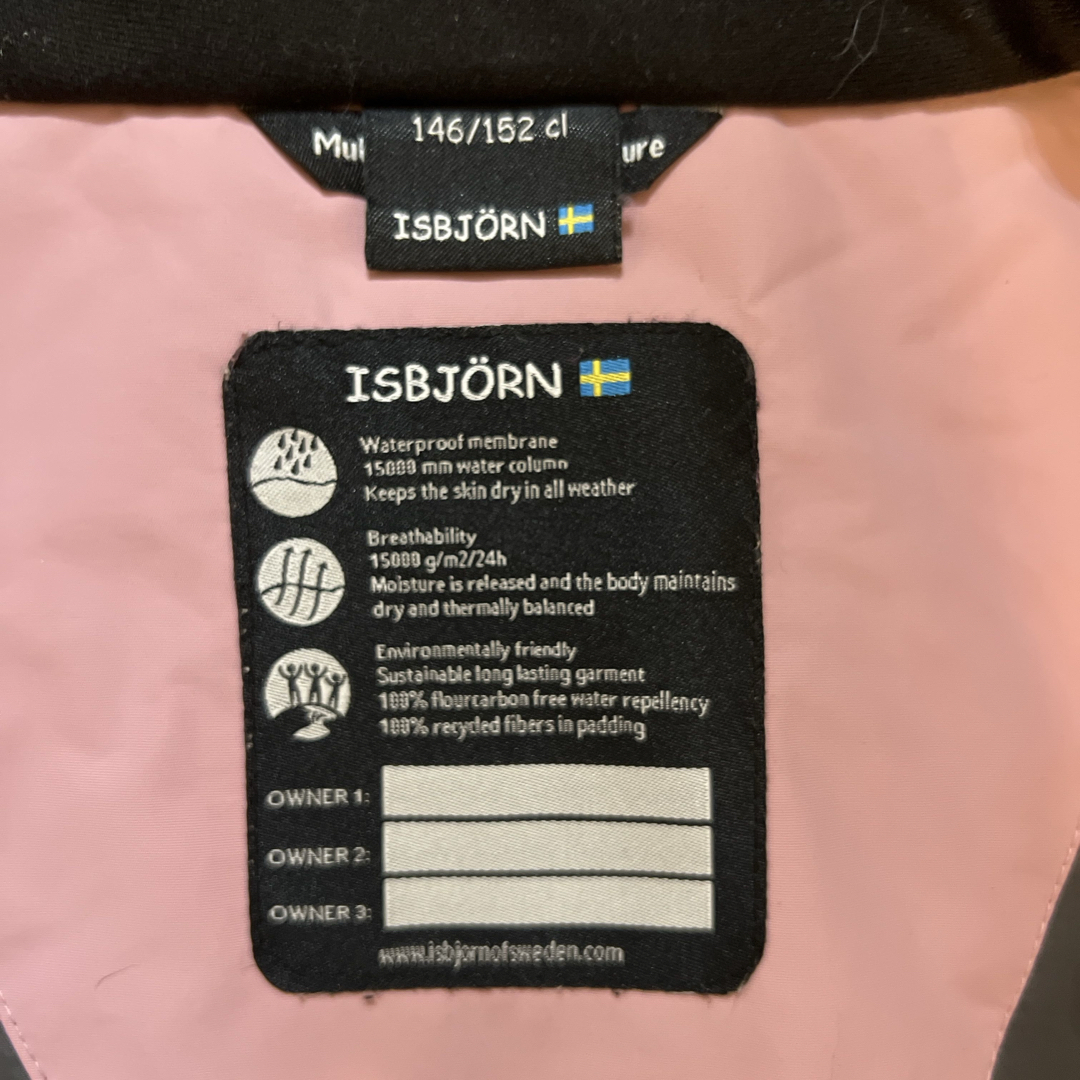 146/152 cl
Mul ure
ISBJÖRN
ISBJÖRN
Waterproof membrane
15000 mm water column
Keeps the skin dry in all weather
Breathability
15000 g/m2/24h
Moisture is released and the body maintains
dry and thermally balanced
Environmentally friendly
Sustainable long lasting garment
100% flourcarbon free water repellency
100% recycled fibers in padding
OWNER 1:
OWNER 2:
OWNER 3:
www.isbjornofsweden.com